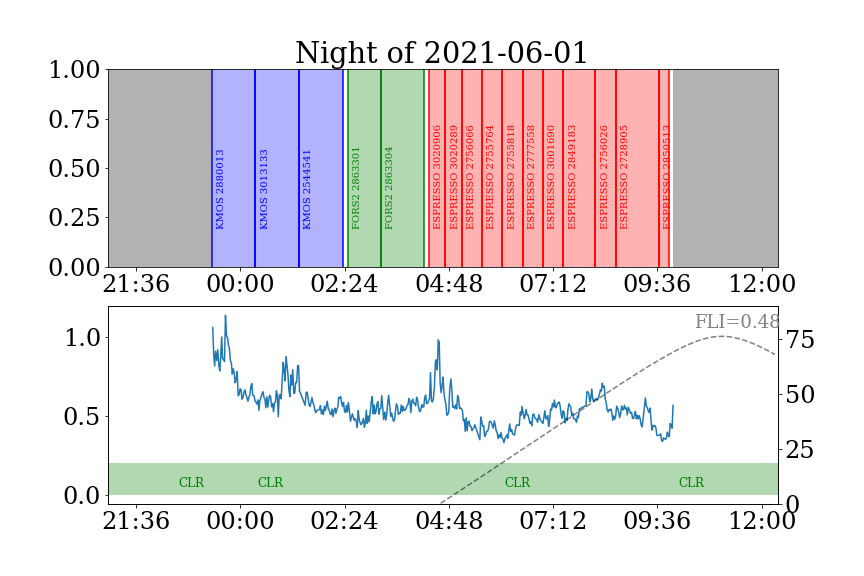 Night of 2021-06-01
1.00
0.75
0.50
0.25
0.00
KMOS 2880013
KMOS 3013133
KMOS 2544541
FORS2 2863301
FORS2 2863304
ESPRESSO 3020906
ESPRESSO 3020289
ESPRESSO 2756066
ESPRESSO 2755764
ESPRESSO 2755818
ESPRESSO 2777558
ESPRESSO 3001690
ESPRESSO 2849183
ESPRESSO 2756026
ESPRESSO 2728905
ESPRESSO 2850513
21:36 00:00 02:24 04:48 07:12 09:36 12:00
FLI=0.48
1.0
0.5
0.0
75
50
25
0
CLR CLR CLR CLR
21:36 00:00 02:24 04:48 07:12 09:36 12:00